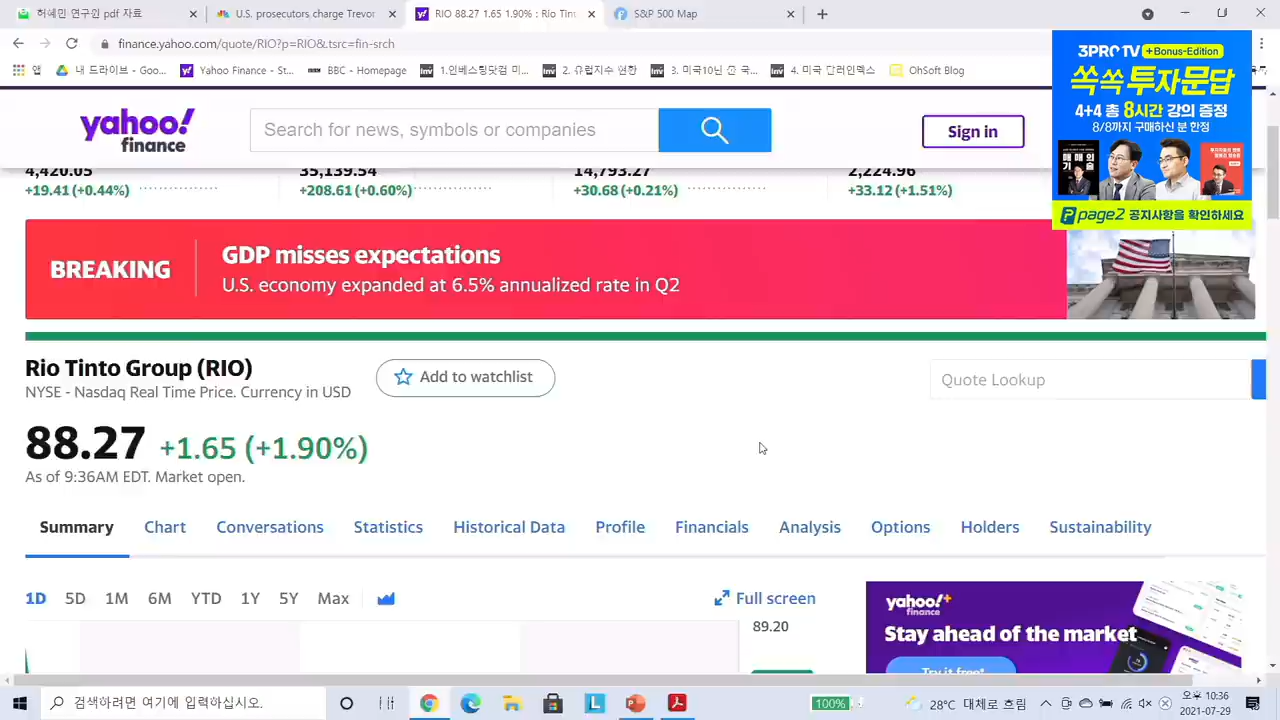 허혜민 연구원 pdf 자료
U.S. prosecutors charge Trevor
RIO 88.27 1.65 1.90% : Rio Tint
S&P 500 Map
finance.yahoo.com/quote/RIO?p=RIO&tsrc=fin-srch
앱
내 드라이브 - Goo...
Yahoo Finance - St...
BBC - Homepage
1.인베스팅닷컴 미...
2. 유럽지수 현황
3. 미국10년 눈 국...
4. 미국 단러인덱스
OhSoft Blog
3PRO TV +Bonus-Edition
쏙쏙 투자문답
4+4 총 8시간 강의 증정
8/8까지 구매하신 분 한정
page2 공지사항을 확인하세요
yahoo!
finance
Search for news, symbols or companies
Sign in
4,420.05
35,139.54
14,793.27
2,224.96
+19.41 (+0.44%)
+208.61 (+0.60%)
+30.68 (+0.21%)
+33.12 (+1.51%)
BREAKING
GDP misses expectations
U.S. economy expanded at 6.5% annualized rate in Q2
Rio Tinto Group (RIO)
NYSE - Nasdaq Real Time Price. Currency in USD
Add to watchlist
Quote Lookup
88.27 +1.65 (+1.90%)
As of 9:36AM EDT. Market open.
Summary
Chart
Conversations
Statistics
Historical Data
Profile
Financials
Analysis
Options
Holders
Sustainability
1D 5D 1M 6M YTD 1Y 5Y Max
Full screen
89.20
yahoo!+
finance
Stay ahead of the market
Try it free*
검색하려면 여기에 입력하십시오.
100%
28°C 대체로 흐림
오후 10:36
2021-07-29